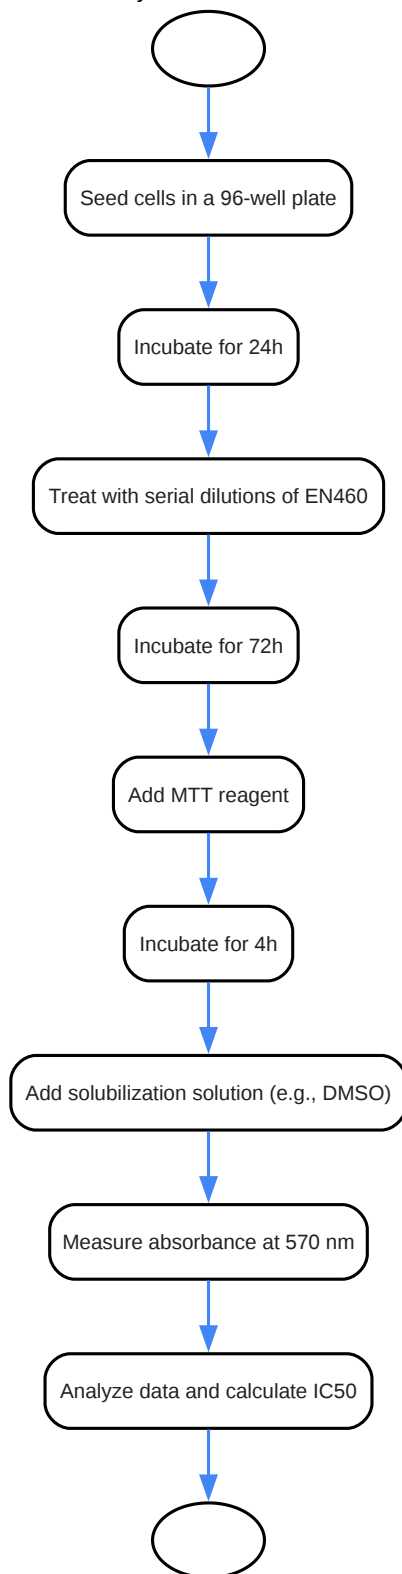 Seed cells in a 96-well plate
Incubate for 24h
Treat with serial dilutions of EN460
Incubate for 72h
Add MTT reagent
Incubate for 4h
Add solubilization solution (e.g., DMSO)
Measure absorbance at 570 nm
Analyze data and calculate IC50